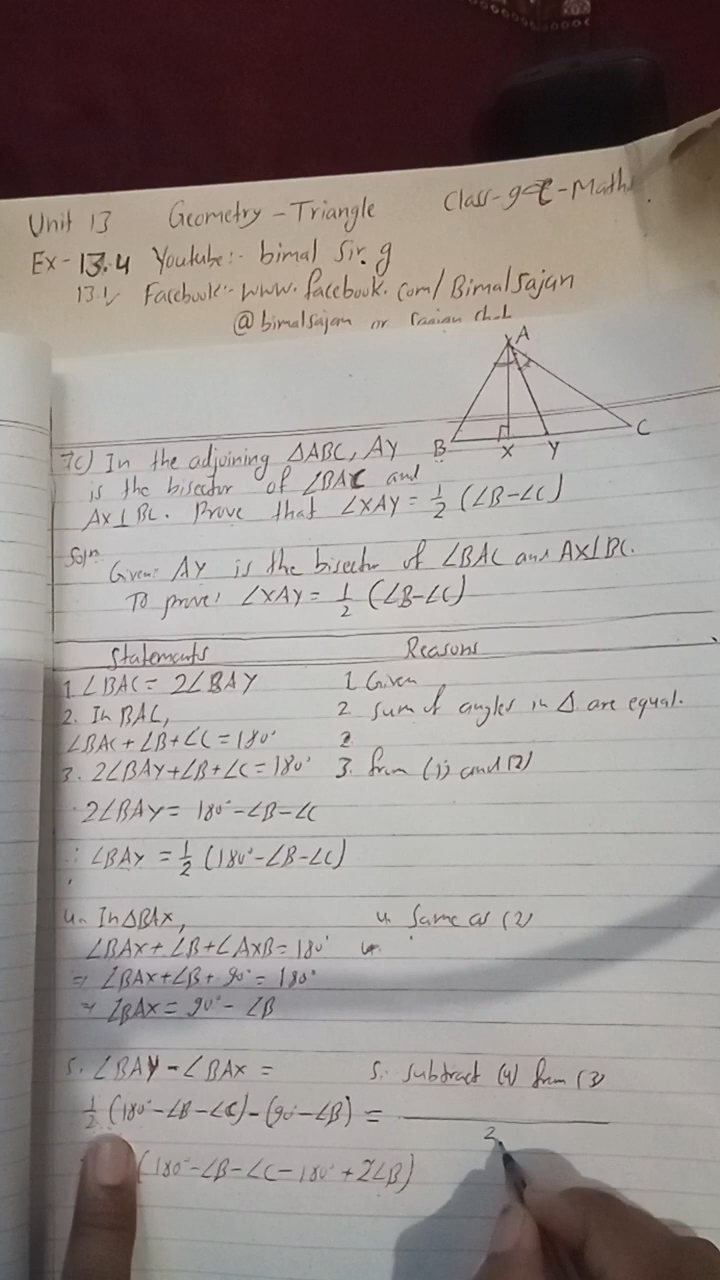 Unit 13 Geometry - Triangle Class-9 - Maths
Ex- 13.4 Youtube:- bimal Sir. g
13.1 Facebook:- www.facebook.com/Bimalsajan
@bimalsajan or
A
B X Y C
7c) In the adjoining ΔABC, AY
is the bisector of ∠BAC and
AX⊥BC. Prove that ∠XAY = 1/2 (∠B-∠C)
Soln
Given: AY is the bisector of ∠BAC and AX⊥BC.
To prove: ∠XAY = 1/2 (∠B-∠C)
Statements Reasons
1. ∠BAC = 2∠BAY 1. Given
2. In BAC, 2. sum of angles in Δ are equal.
∠BAC + ∠B + ∠C = 180° 2
3. 2∠BAY + ∠B + ∠C = 180° 3. from (1) and (2)
2∠BAY = 180° - ∠B - ∠C
∴ ∠BAY = 1/2 (180° - ∠B - ∠C)
4. In ΔBAX, 4. Same as (2)
∠BAX + ∠B + ∠AXB = 180°
⇒ ∠BAX + ∠B + 90° = 180°
⇒ ∠BAX = 90° - ∠B
5. ∠BAY - ∠BAX = 5. subtract (4) from (3)
1/2 (180° - ∠B - ∠C) - (90° - ∠B) =
2
(180° - ∠B - ∠C - 180° + 2∠B)